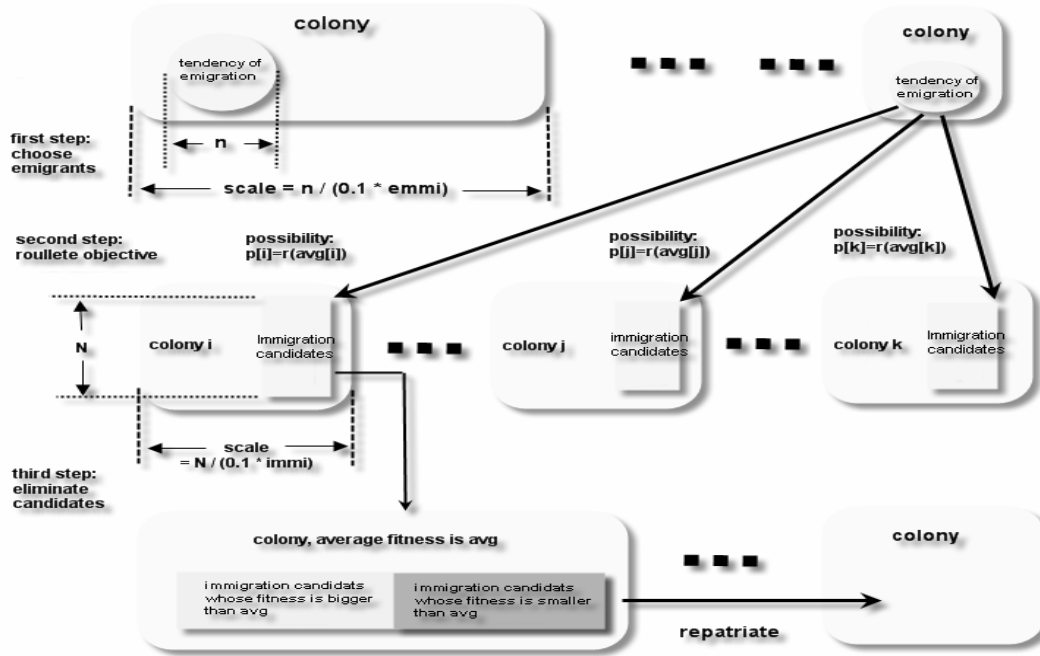 colony
tendency of
emigration
colony
tendency of
emigration
first step:
choose
emigrants
n
scale = n / (0.1 * emmi)
second step:
roullete objective
possibility:
p[i]=r(avg[i])
possibility:
p[j]=r(avg[j])
possibility:
p[k]=r(avg[k])
N
colony i
Immigration
candidates
colony j
immigration
candidates
colony k
Immigration
candidates
scale
= N / (0.1 * immi)
third step:
eliminate
candidates
colony, average fitness is avg
immigration candidats
whose fitness is bigger
than avg
immigration candidats
whose fitness is smaller
than avg
colony
repatriate